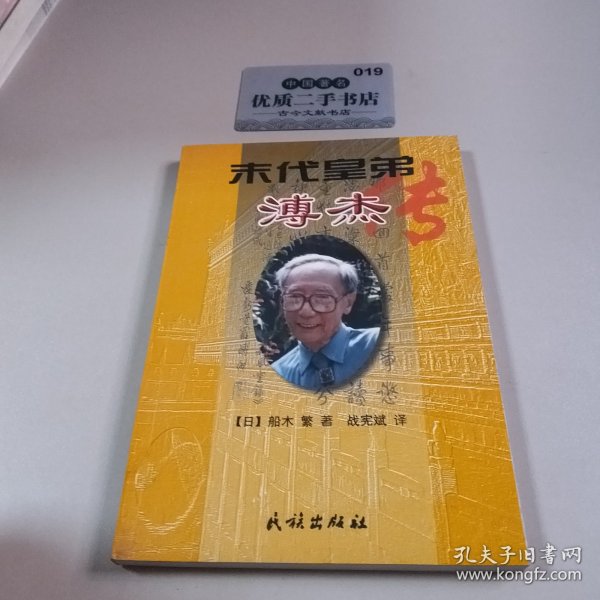 019
中国著名
优质二手书店
古今文献书店
末代皇弟
溥杰
传
【日】船木 繁 著 战宪斌 译
民族出版社
孔夫子旧书网
www.kongfz.com